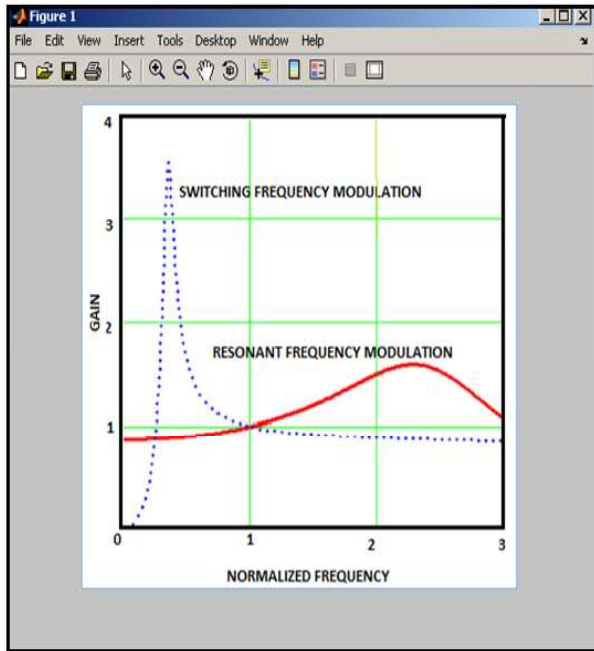 Figure 1
File Edit View Insert Tools Desktop Window Help
4
SWITCHING FREQUENCY MODULATION
3
GAIN
2
RESONANT FREQUENCY MODULATION
1
0 1 2 3
NORMALIZED FREQUENCY